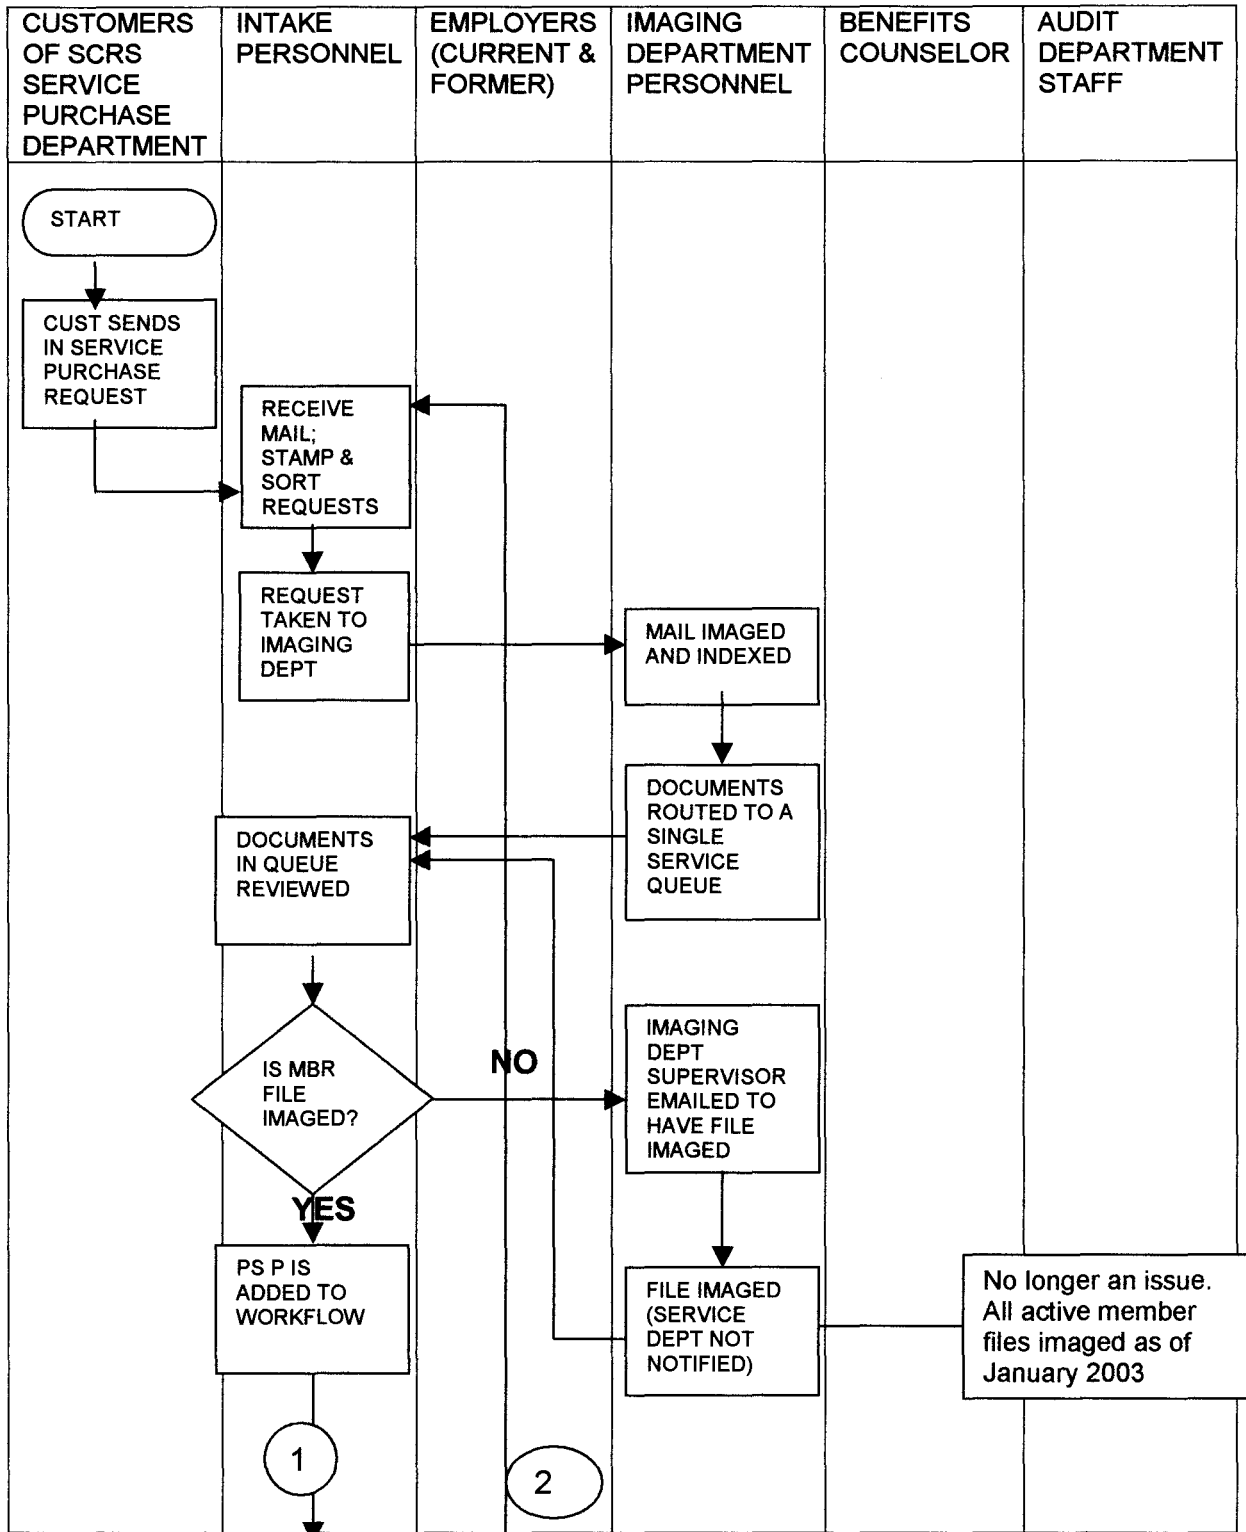 CUSTOMERS
OF SCRS
SERVICE
PURCHASE
DEPARTMENT
INTAKE
PERSONNEL
EMPLOYERS
(CURRENT &
FORMER)
IMAGING
DEPARTMENT
PERSONNEL
BENEFITS
COUNSELOR
AUDIT
DEPARTMENT
STAFF
START
CUST SENDS
IN SERVICE
PURCHASE
REQUEST
RECEIVE
MAIL;
STAMP &
SORT
REQUESTS
REQUEST
TAKEN TO
IMAGING
DEPT
MAIL IMAGED
AND INDEXED
DOCUMENTS
ROUTED TO A
SINGLE
SERVICE
QUEUE
DOCUMENTS
IN QUEUE
REVIEWED
IS MBR
FILE
IMAGED?
NO
IMAGING
DEPT
SUPERVISOR
EMAILED TO
HAVE FILE
IMAGED
YES
PS P IS
ADDED TO
WORKFLOW
FILE IMAGED
(SERVICE
DEPT NOT
NOTIFIED)
No longer an issue.
All active member
files imaged as of
January 2003
1
2